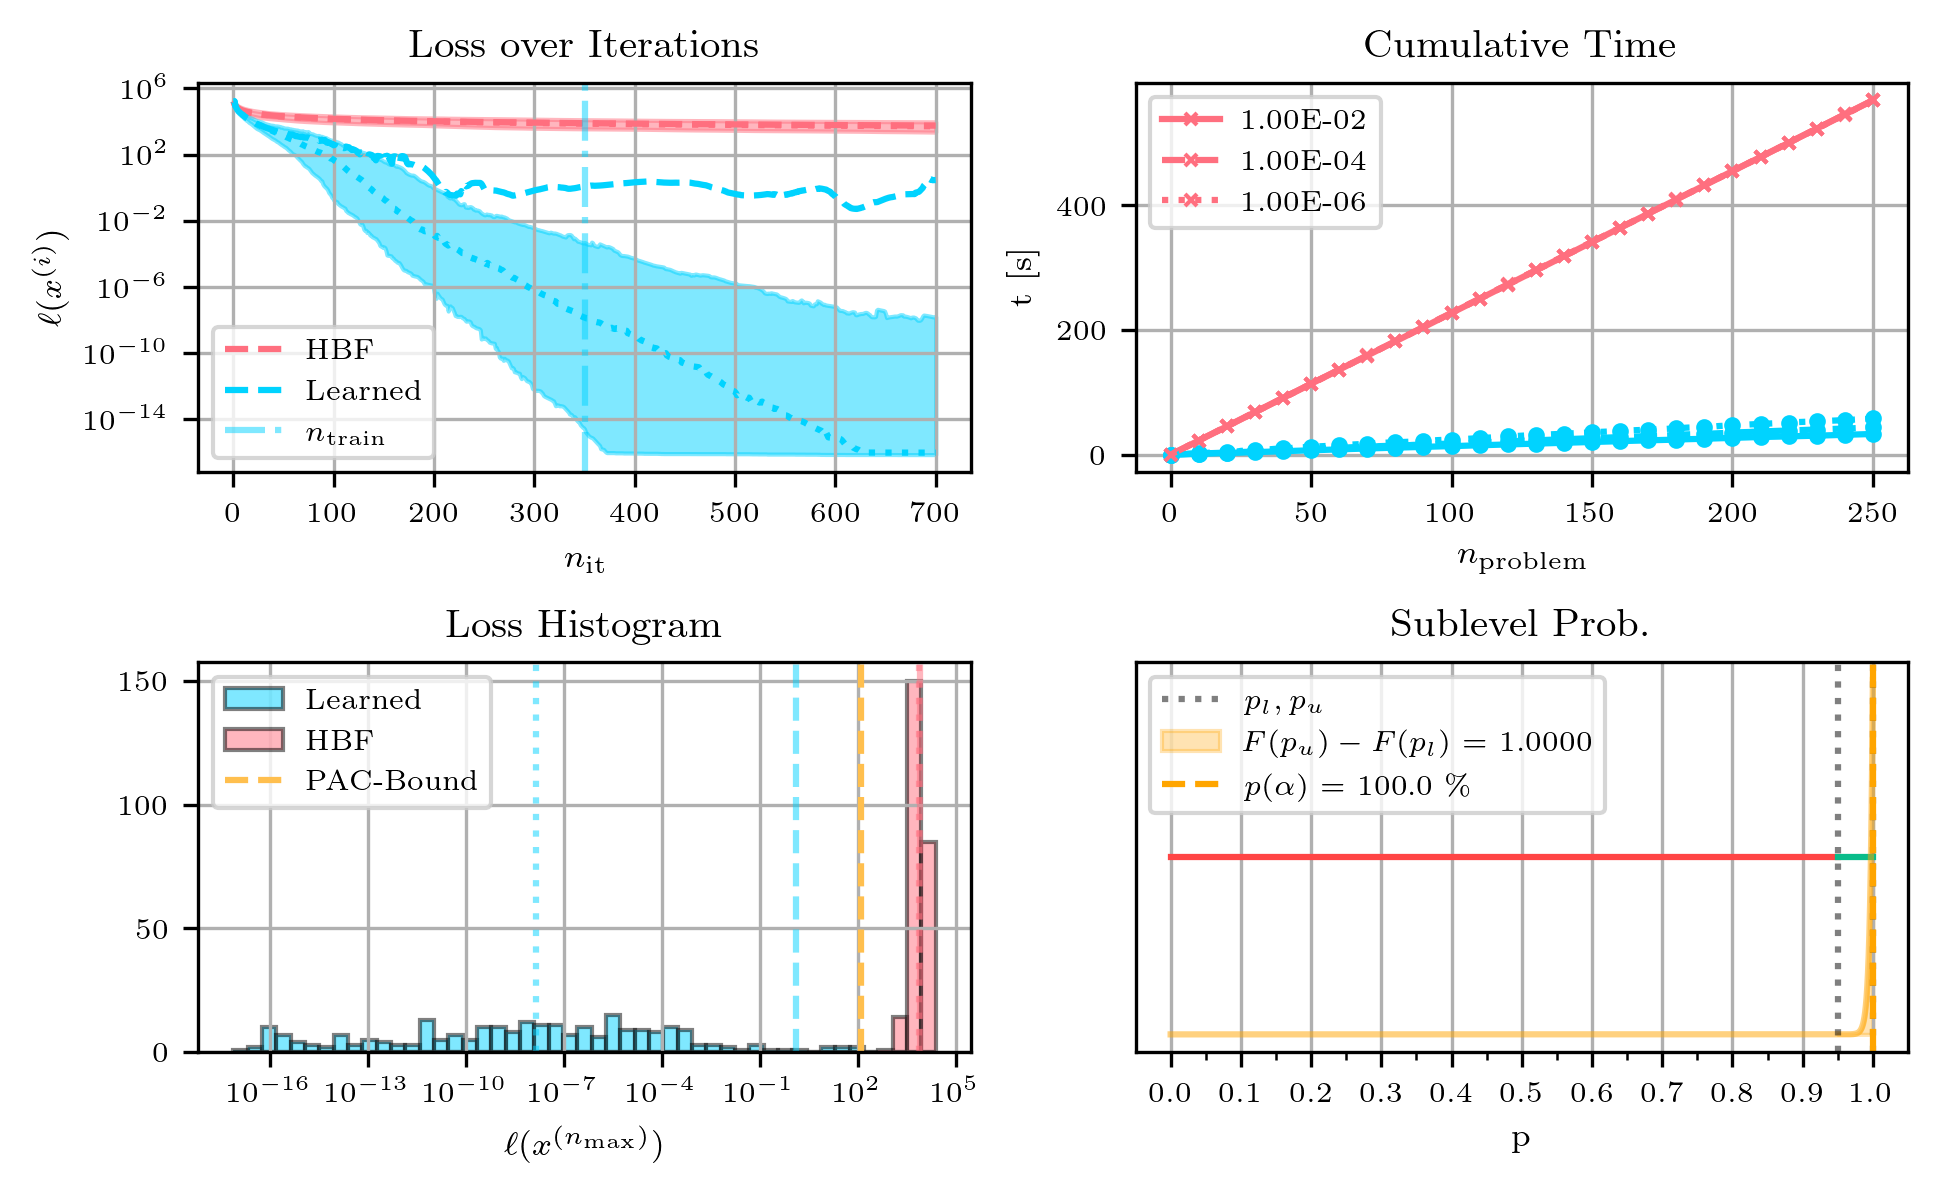 Loss over Iterations
10^6
10^2
10^−2
10^−6
10^−10
10^−14
ℓ(x^(i))
HBF
Learned
n_train
0 100 200 300 400 500 600 700
n_it
Cumulative Time
1.00E-02
1.00E-04
1.00E-06
400
200
0
t [s]
0 50 100 150 200 250
n_problem
Loss Histogram
150
100
50
0
Learned
HBF
PAC-Bound
10^−16 10^−13 10^−10 10^−7 10^−4 10^−1 10^2 10^5
ℓ(x^(n_max))
Sublevel Prob.
p_l, p_u
F(p_u) − F(p_l) = 1.0000
p(α) = 100.0 %
0.0 0.1 0.2 0.3 0.4 0.5 0.6 0.7 0.8 0.9 1.0
p